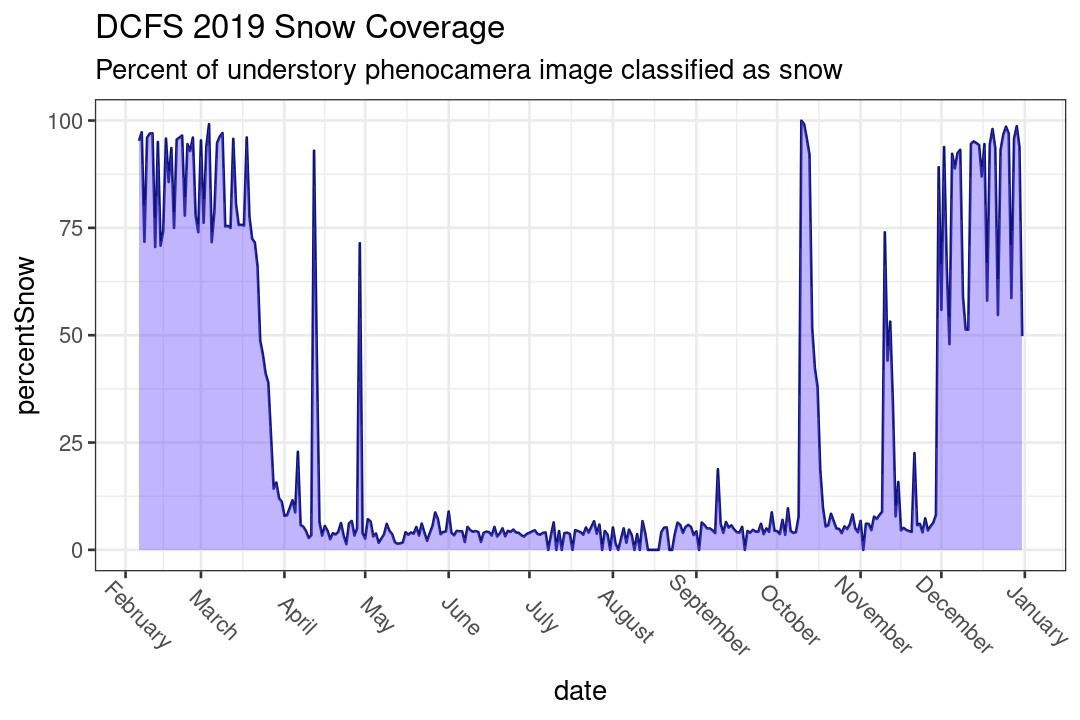 DCFS 2019 Snow Coverage
Percent of understory phenocamera image classified as snow
percentSnow
100
75
50
25
0
February
March
April
May
June
July
August
September
October
November
December
January
date